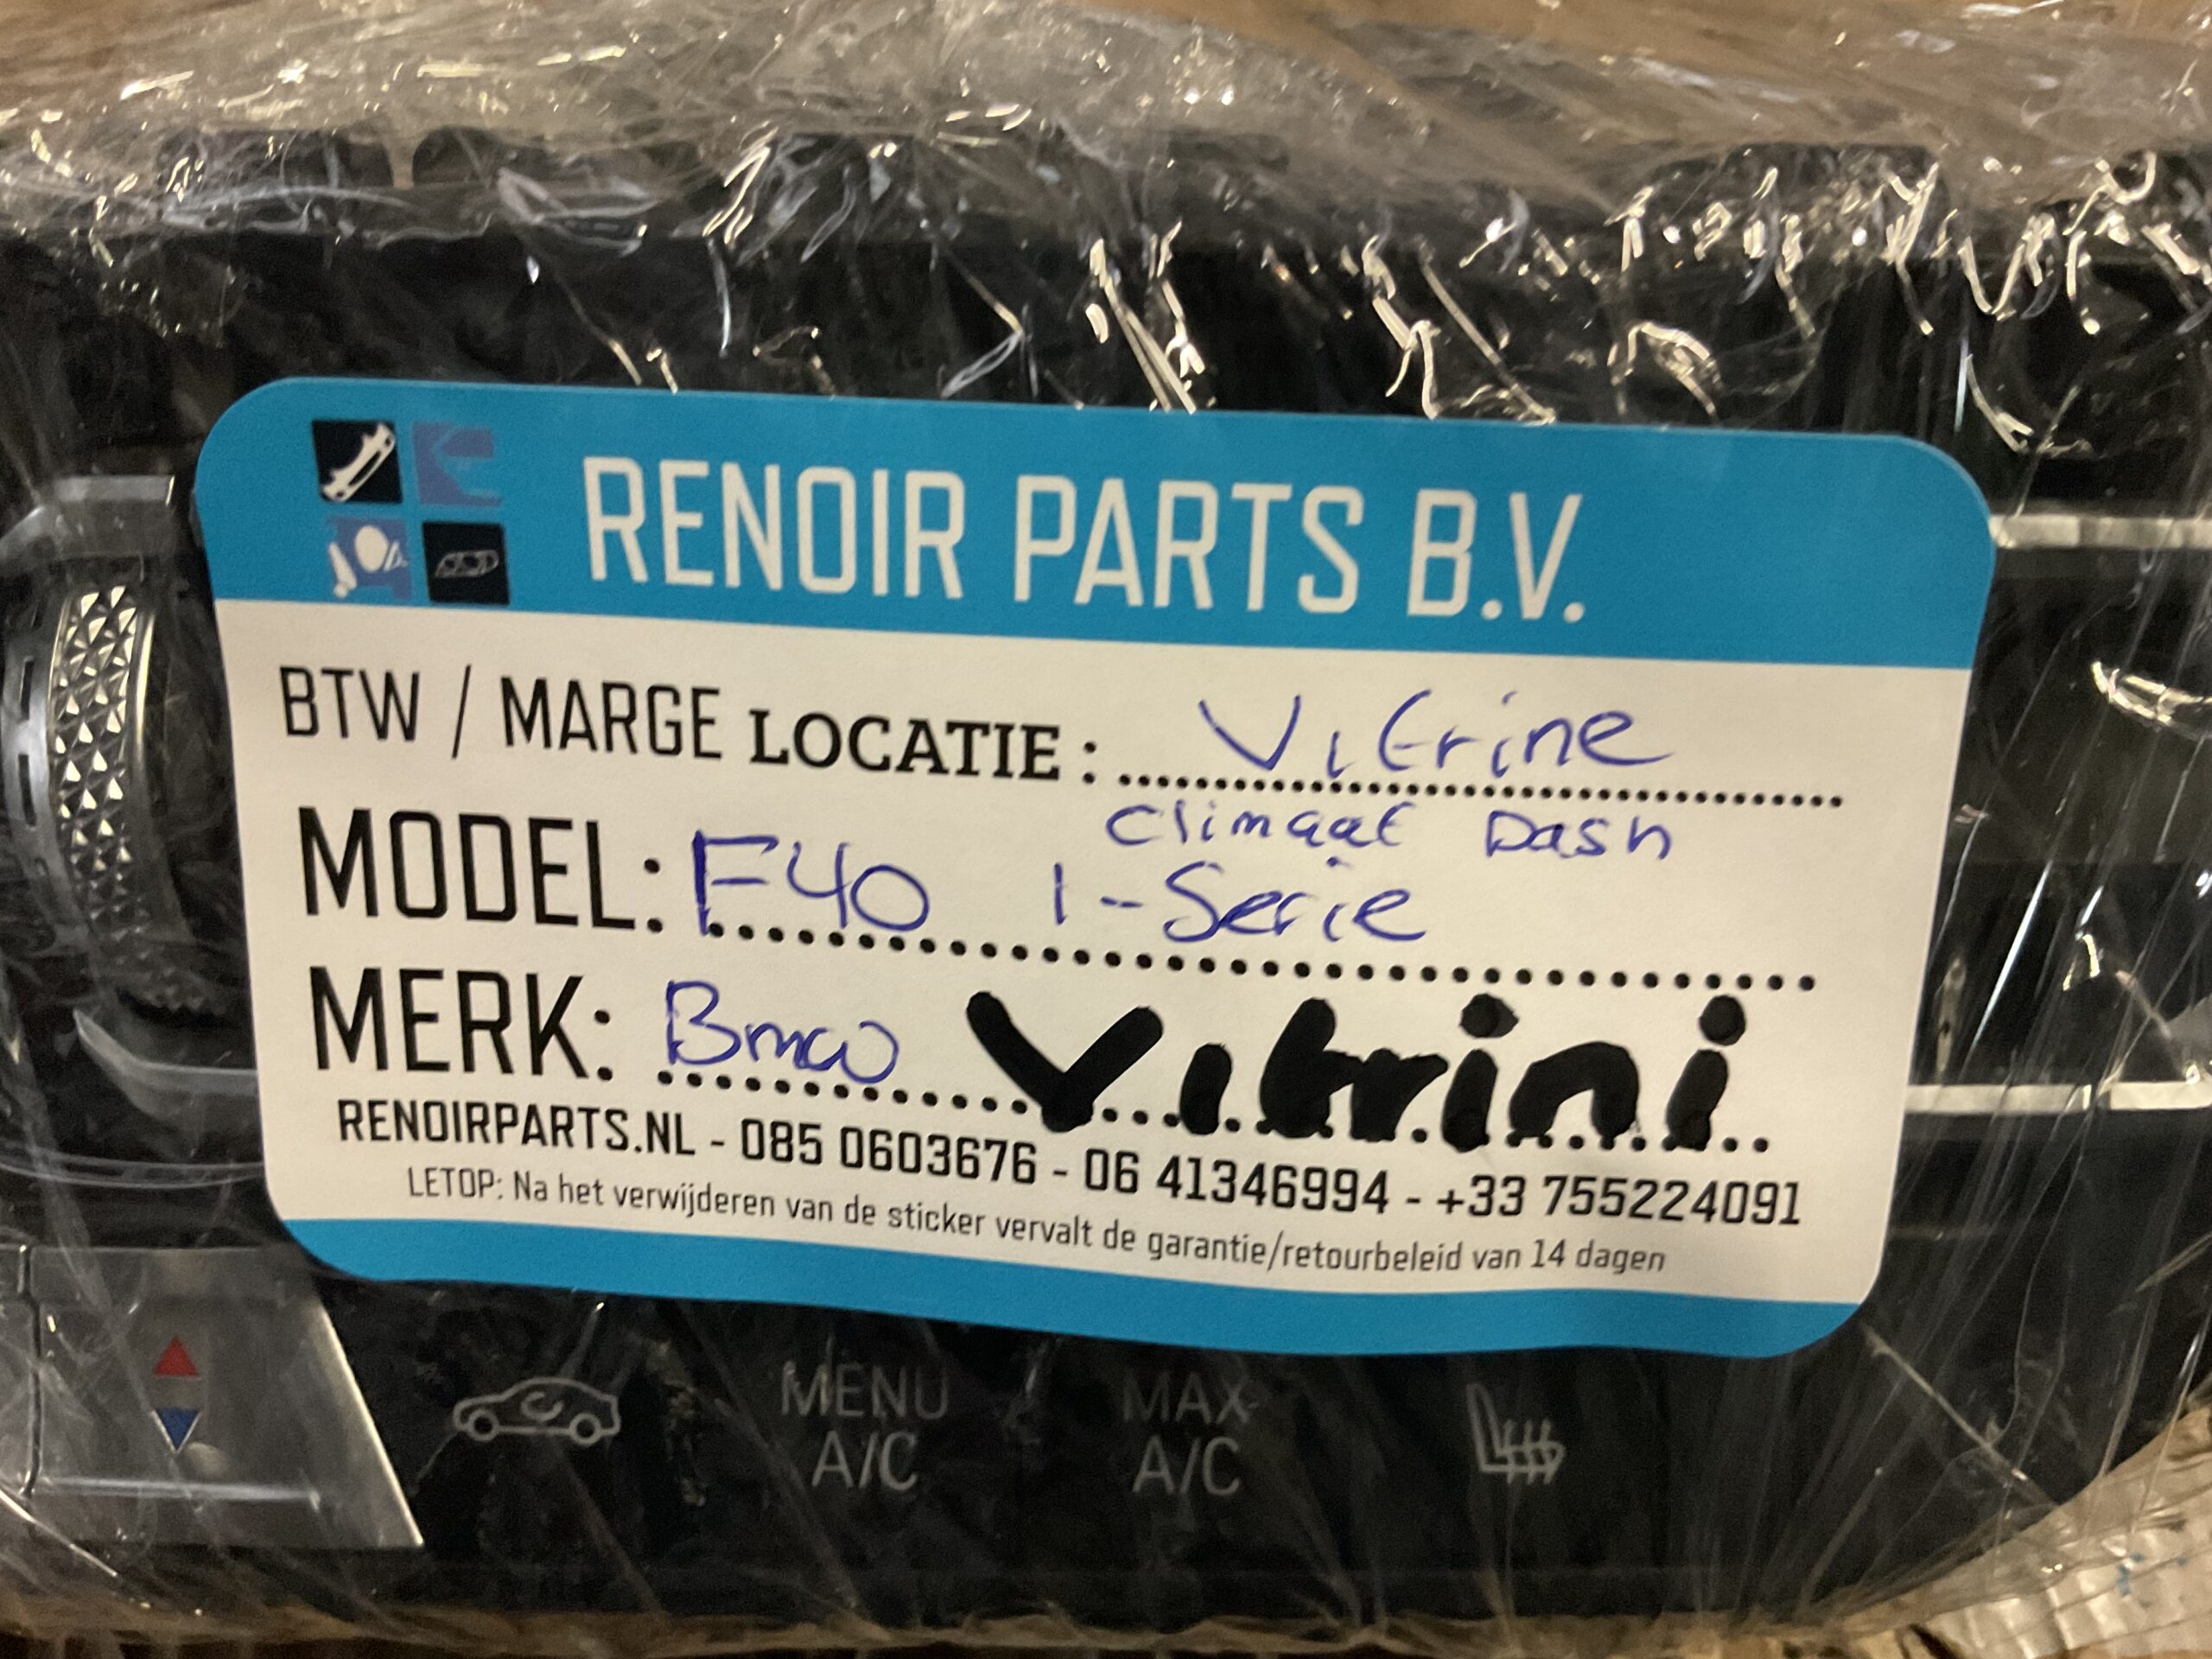 RENOIR PARTS B.V.
BTW / MARGE LOCATIE : Vitrine
Climaat Dash
MODEL: F40 1-Serie
MERK: Bmw Vitrini
RENOIRPARTS.NL - 085 0603676 - 06 41346994 - +33 755224091
LETOP: Na het verwijderen van de sticker vervalt de garantie/retourbeleid van 14 dagen
MENU A/C
MAX A/C